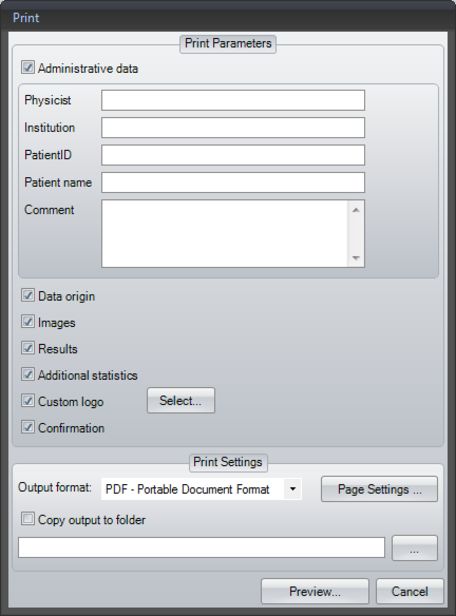 Print
Print Parameters
Administrative data
Physicist
Institution
PatientID
Patient name
Comment
Data origin
Images
Results
Additional statistics
Custom logo Select...
Confirmation
Print Settings
Output format: PDF - Portable Document Format Page Settings ...
Copy output to folder
...
Preview... Cancel